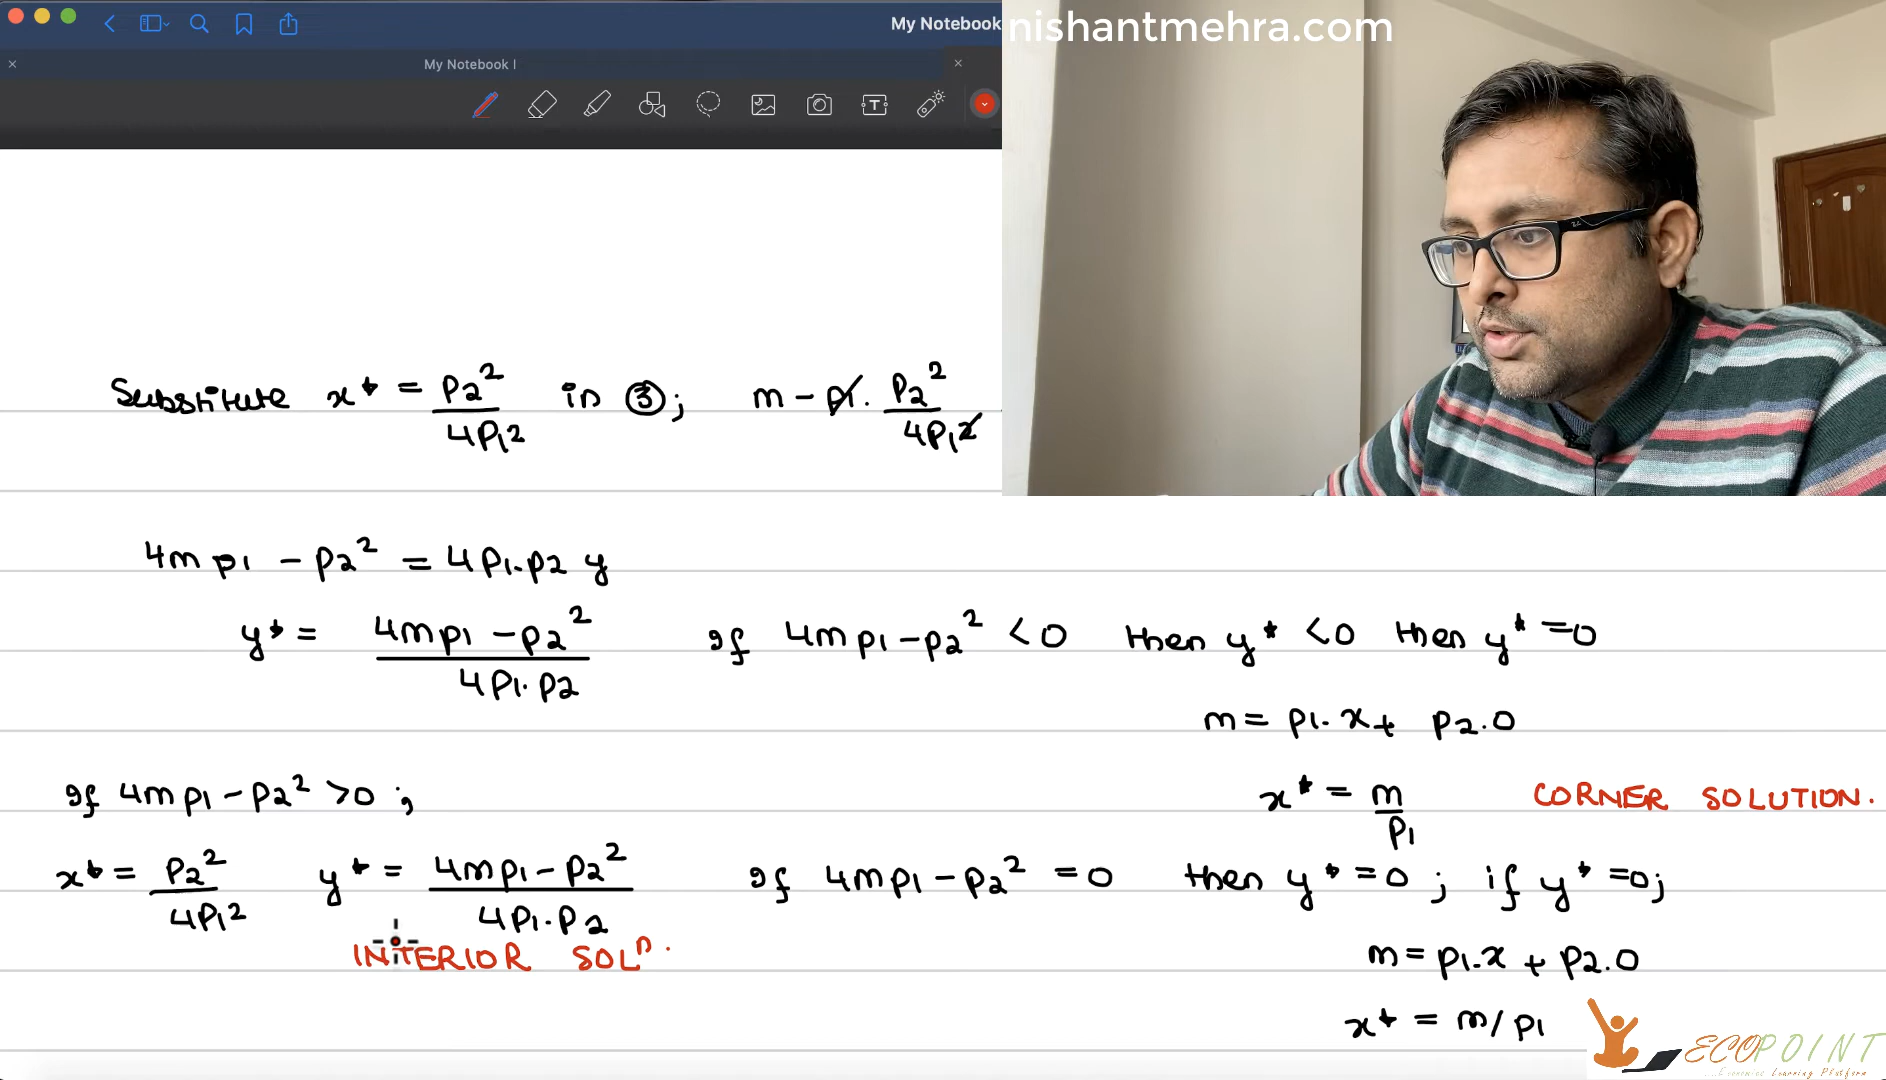 My Notebook
nishantmehra.com
My Notebook I
Substitute x* = p2²/4p1² in ③; m - p1. p2²/4p1²
4mp1 - p2² = 4p1.p2 y
y* = 4mp1 - p2²/4p1.p2 If 4mp1 - p2² < 0 then y* < 0 then y* = 0
m = p1.x + p2.0
If 4mp1 - p2² > 0 ;
x* = m/p1 CORNER SOLUTION.
x* = p2²/4p1² y* = 4mp1 - p2²/4p1.p2 If 4mp1 - p2² = 0 then y* = 0 ; if y* = 0;
INTERIOR SOLⁿ.
m = p1.x + p2.0
x* = m/p1
ECOPOINT
....Economics Learning Platform